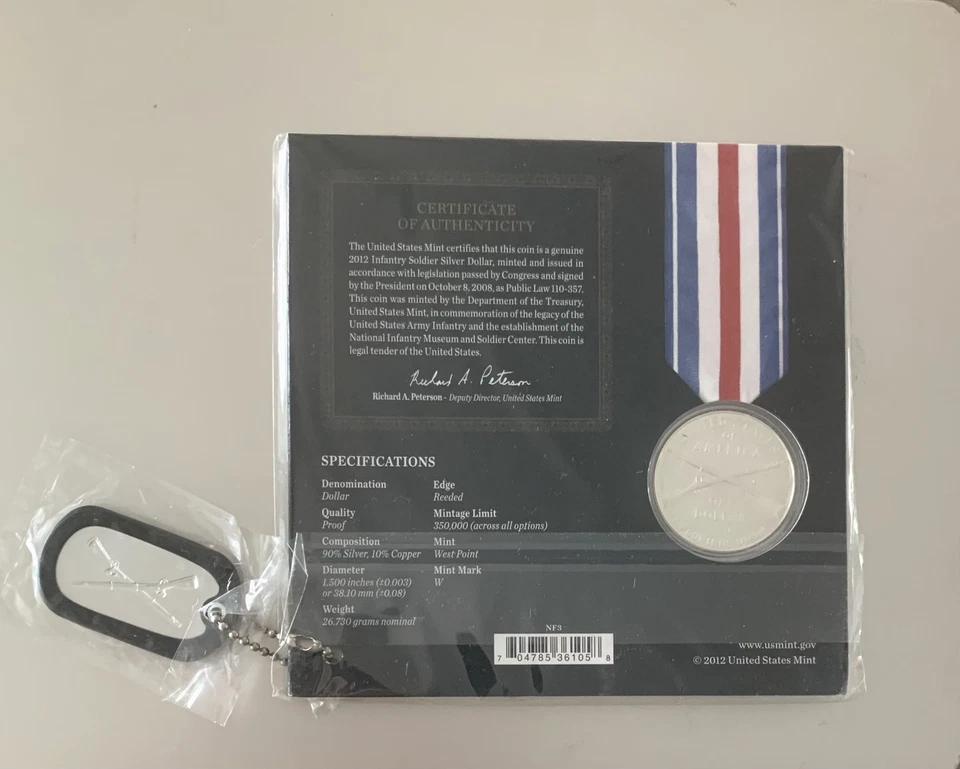 CERTIFICATE
OF AUTHENTICITY
The United States Mint certifies that this coin is a genuine
2012 Infantry Soldier Silver Dollar, minted and issued in
accordance with legislation passed by Congress and signed
by the President on October 8, 2008, as Public Law 110-357.
This coin was minted by the Department of the Treasury,
United States Mint, in commemoration of the legacy of the
United States Army Infantry and the establishment of the
National Infantry Museum and Soldier Center. This coin is
legal tender of the United States.
Richard A. Peterson
Richard A. Peterson - Deputy Director, United States Mint
SPECIFICATIONS
Denomination
Dollar
Quality
Proof
Composition
90% Silver, 10% Copper
Diameter
1.500 inches (±0.003)
or 38.10 mm (±0.08)
Weight
26.730 grams nominal
Edge
Reeded
Mintage Limit
350,000 (across all options)
Mint
West Point
Mint Mark
W
OF
AMERICA
DOLLAR
NF3
7 04785 36105 8
www.usmint.gov
© 2012 United States Mint